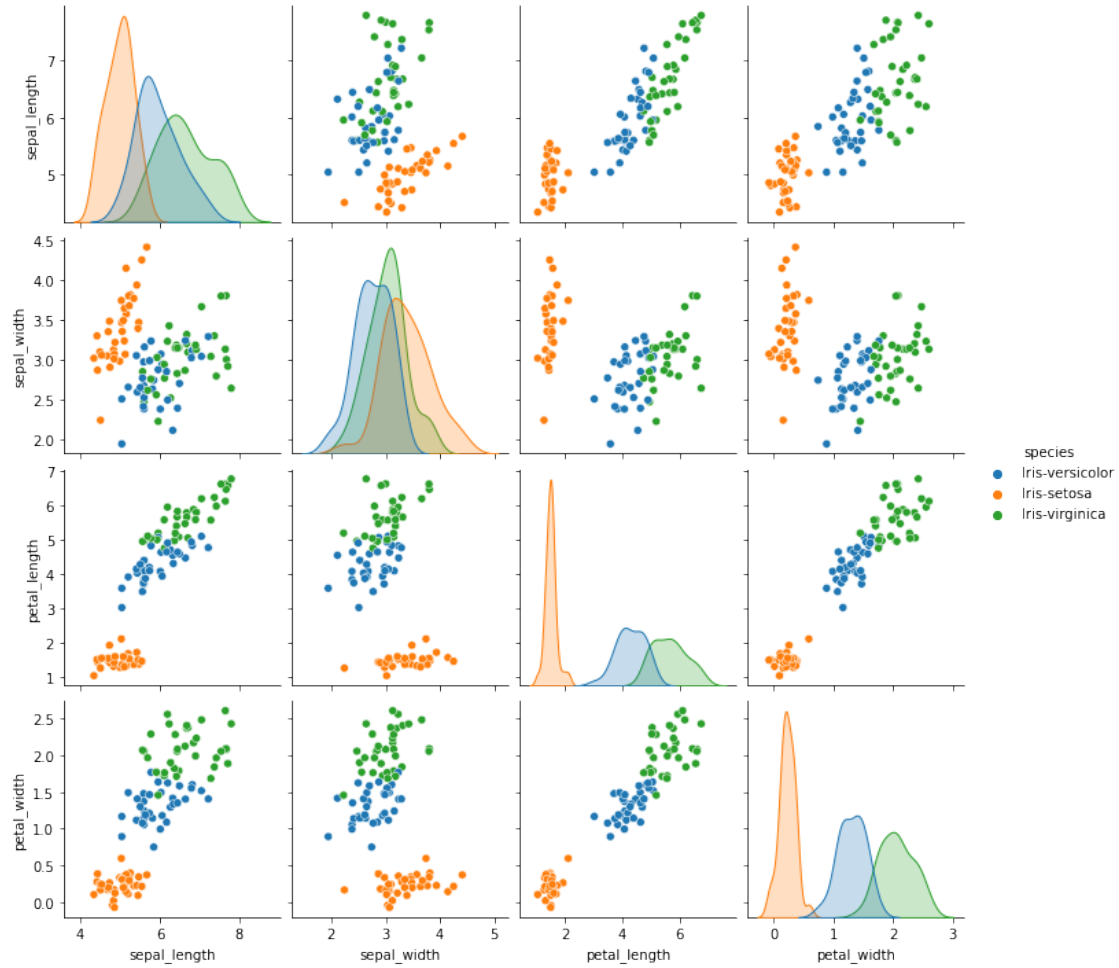 sepal_length
7
6
5
sepal_width
4.5
4.0
3.5
3.0
2.5
2.0
petal_length
7
6
5
4
3
2
1
species
Iris-versicolor
Iris-setosa
Iris-virginica
petal_width
2.5
2.0
1.5
1.0
0.5
0.0
4 6 8 2 3 4 5 2 4 6 0 1 2 3
sepal_length sepal_width petal_length petal_width